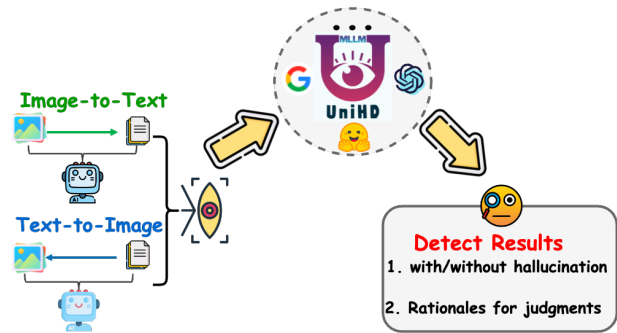 MLLM
UniHD
Image-to-Text
Text-to-Image
Detect Results
1. with/without hallucination
2. Rationales for judgments